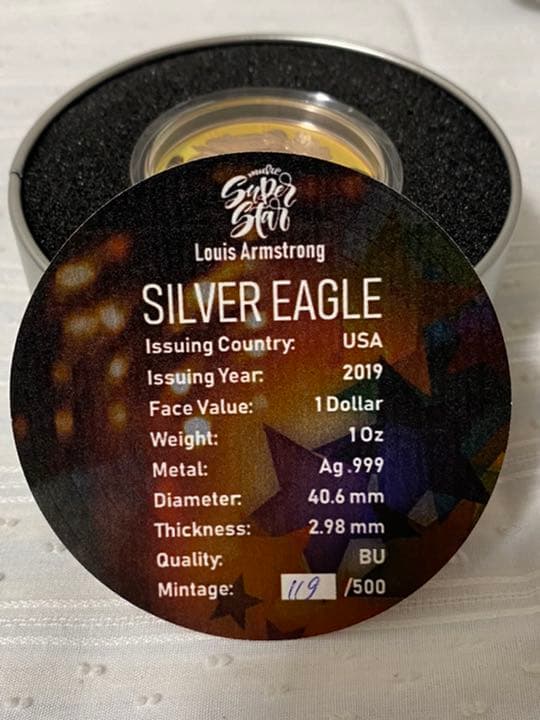 music
Super
Star
Louis Armstrong
SILVER EAGLE
Issuing Country: USA
Issuing Year: 2019
Face Value: 1 Dollar
Weight: 1 Oz
Metal: Ag .999
Diameter: 40.6 mm
Thickness: 2.98 mm
Quality: BU
Mintage: 119 /500